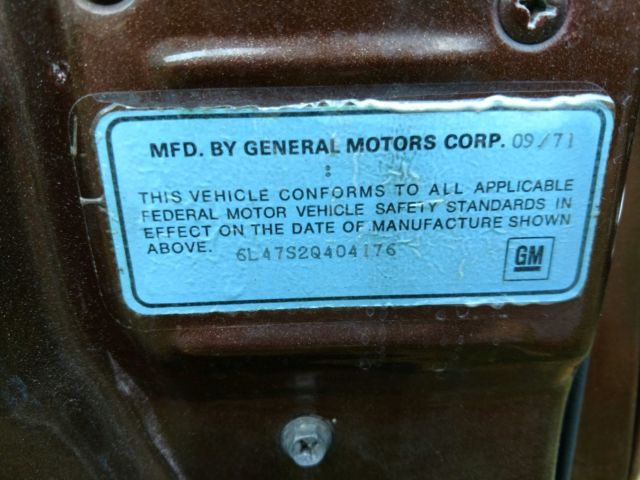 MFD. BY GENERAL MOTORS CORP. 09/71
THIS VEHICLE CONFORMS TO ALL APPLICABLE
FEDERAL MOTOR VEHICLE SAFETY STANDARDS IN
EFFECT ON THE DATE OF MANUFACTURE SHOWN
ABOVE. 6L47S2Q404176
GM